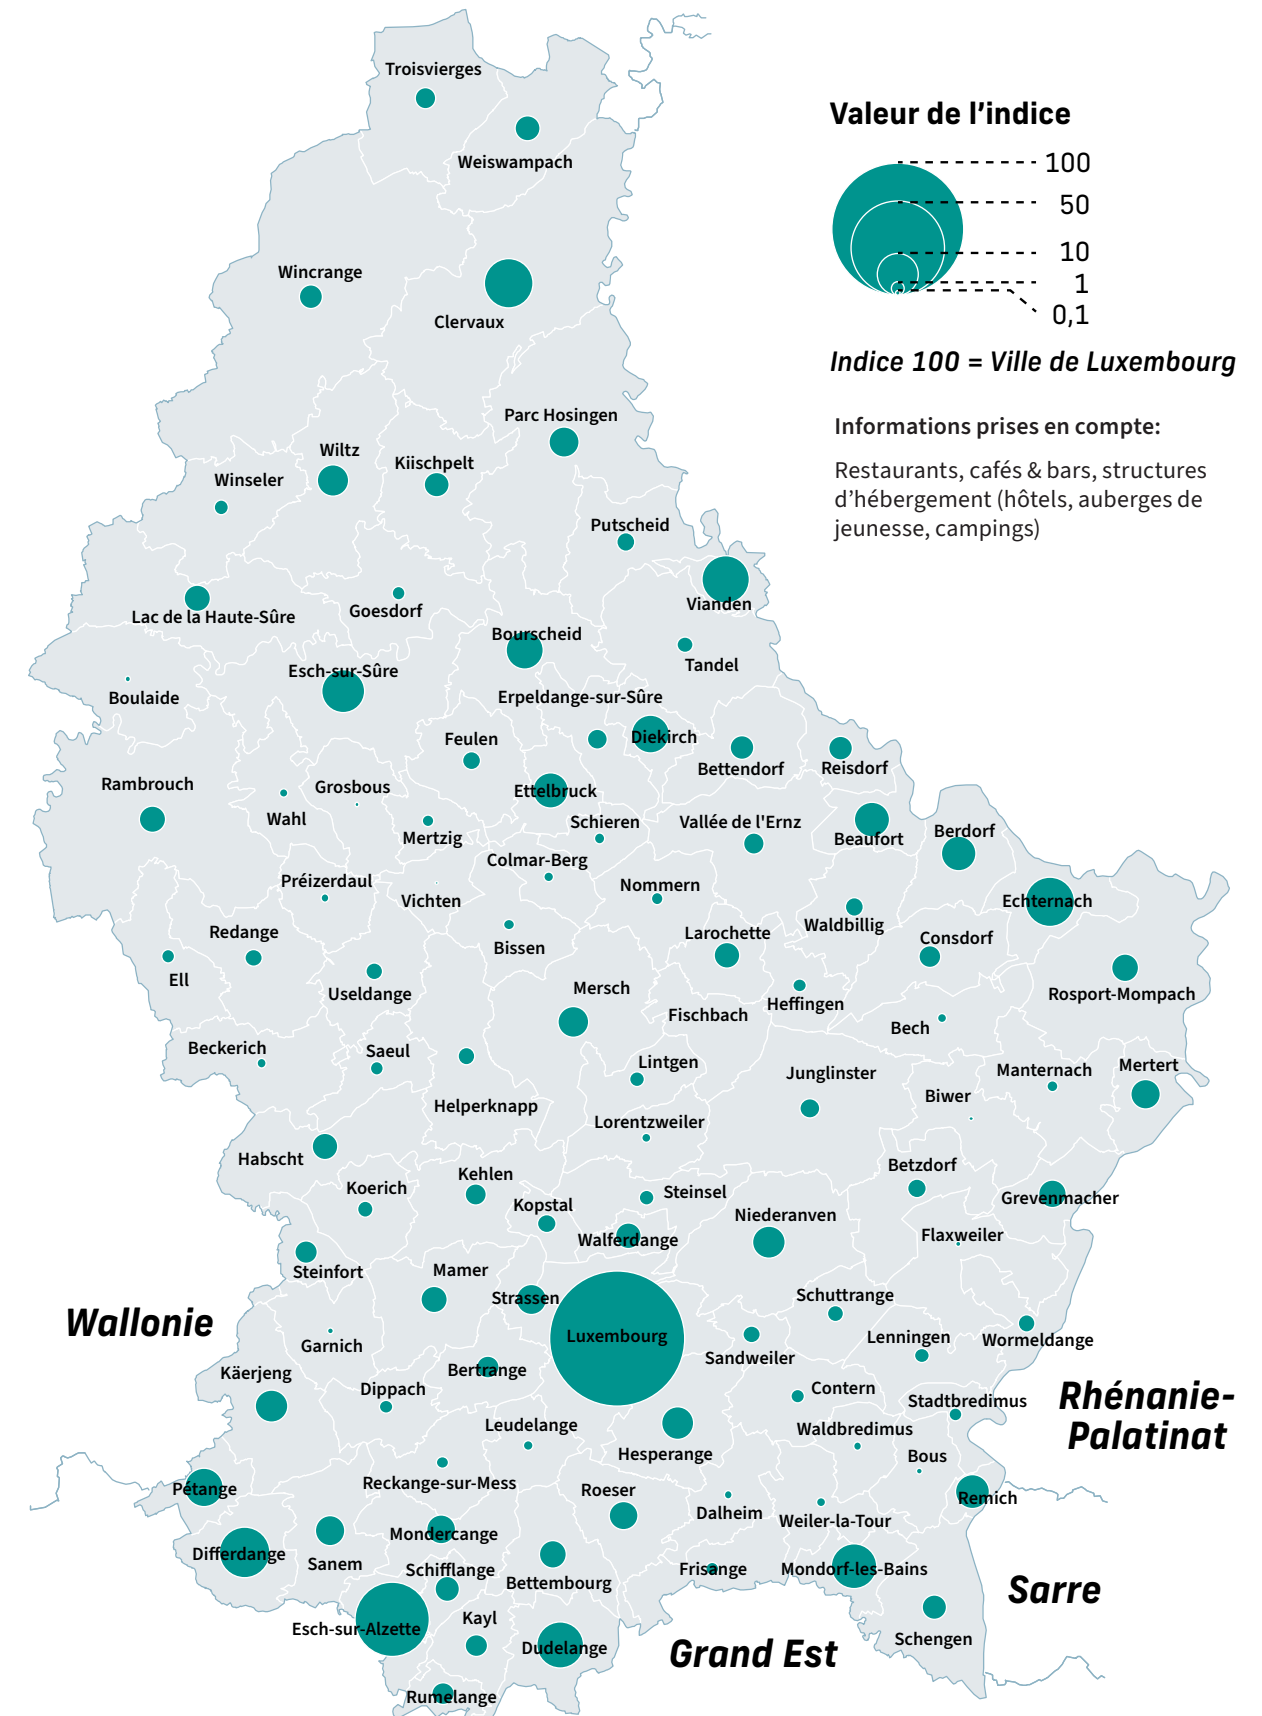 Troisvierges
Weiswampach
Valeur de l’indice
100
50
10
1
0,1
Indice 100 = Ville de Luxembourg
Informations prises en compte:
Restaurants, cafés & bars, structures
d’hébergement (hôtels, auberges de
jeunesse, campings)
Wincrange
Clervaux
Parc Hosingen
Wiltz
Kiischpelt
Winseler
Putscheid
Vianden
Lac de la Haute-Sûre
Goesdorf
Bourscheid
Tandel
Esch-sur-Sûre
Boulaide
Erpeldange-sur-Sûre
Diekirch
Feulen
Bettendorf
Reisdorf
Rambrouch
Grosbous
Ettelbruck
Wahl
Mertzig
Schieren
Vallée de l'Ernz
Beaufort
Berdorf
Colmar-Berg
Préizerdaul
Vichten
Nommern
Echternach
Redange
Bissen
Larochette
Waldbillig
Consdorf
Ell
Useldange
Mersch
Heffingen
Rosport-Mompach
Fischbach
Bech
Beckerich
Saeul
Lintgen
Junglinster
Manternach
Mertert
Helperknapp
Biwer
Lorentzweiler
Habscht
Koerich
Kehlen
Kopstal
Steinsel
Betzdorf
Grevenmacher
Niederanven
Walferdange
Flaxweiler
Steinfort
Mamer
Strassen
Schuttrange
Wallonie
Luxembourg
Garnich
Sandweiler
Lenningen
Wormeldange
Käerjeng
Bertrange
Dippach
Contern
Stadtbredimus
Rhénanie-
Palatinat
Leudelange
Hesperange
Waldbredimus
Bous
Pétange
Reckange-sur-Mess
Roeser
Dalheim
Weiler-la-Tour
Remich
Differdange
Sanem
Mondercange
Schifflange
Bettembourg
Frisange
Mondorf-les-Bains
Sarre
Esch-sur-Alzette
Kayl
Dudelange
Grand Est
Schengen
Rumelange